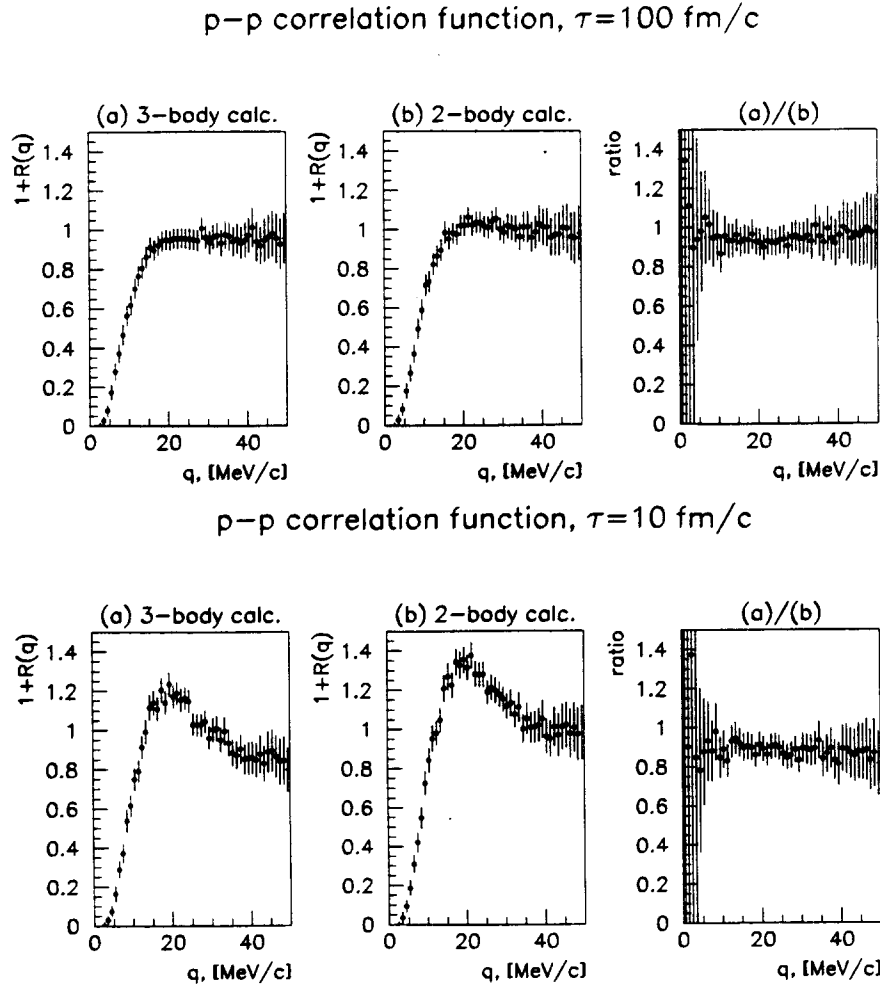 p-p correlation function, τ=100 fm/c
(a) 3-body calc.
(b) 2-body calc.
(a)/(b)
1+R(q)
1.4
1.2
1
0.8
0.6
0.4
0.2
0
0 20 40
q, [MeV/c]
1+R(q)
1.4
1.2
1
0.8
0.6
0.4
0.2
0
0 20 40
q, [MeV/c]
ratio
1.4
1.2
1
0.8
0.6
0.4
0.2
0
0 20 40
q, [MeV/c]
p-p correlation function, τ=10 fm/c
(a) 3-body calc.
(b) 2-body calc.
(a)/(b)
1+R(q)
1.4
1.2
1
0.8
0.6
0.4
0.2
0
0 20 40
q, [MeV/c]
1+R(q)
1.4
1.2
1
0.8
0.6
0.4
0.2
0
0 20 40
q, [MeV/c]
ratio
1.4
1.2
1
0.8
0.6
0.4
0.2
0
0 20 40
q, [MeV/c]